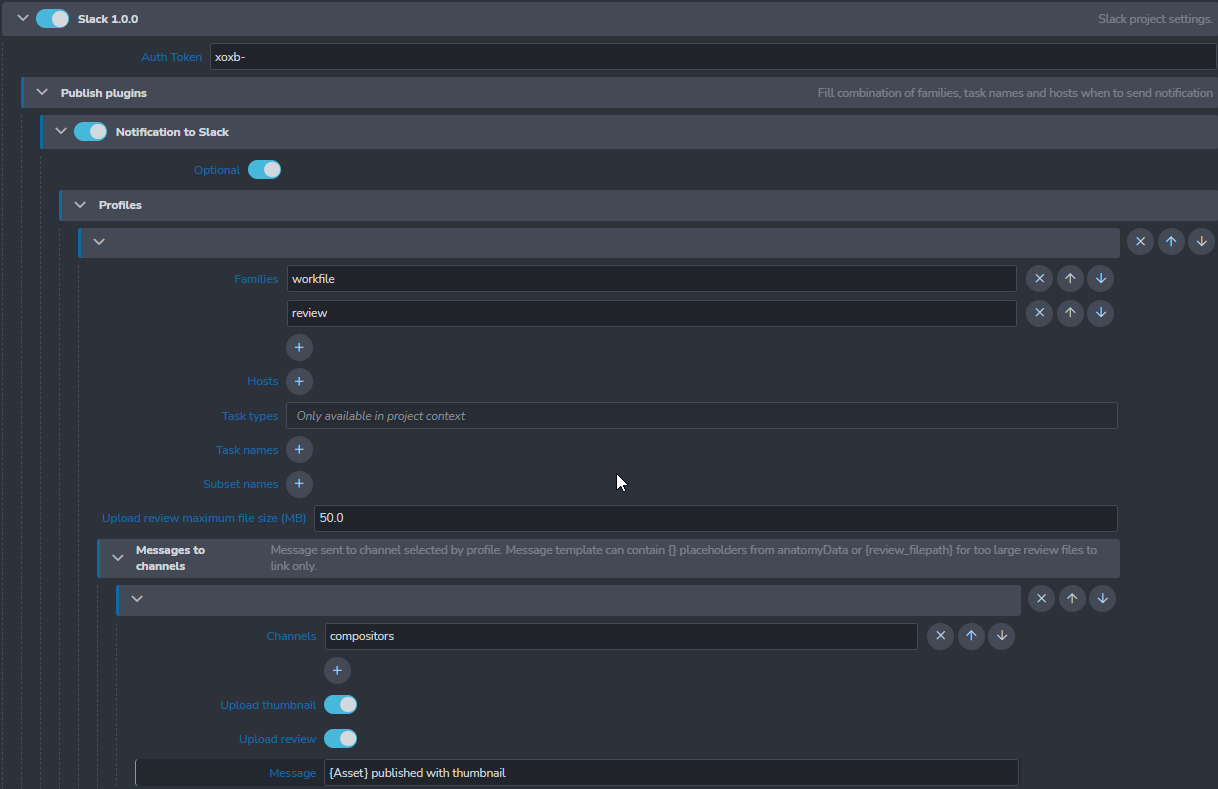 Slack 1.0.0 Slack project settings.
Auth Token xoxb-
Publish plugins Fill combination of families, task names and hosts when to send notification
Notification to Slack
Optional
Profiles
Families workfile
review
Hosts
Task types Only available in project context
Task names
Subset names
Upload review maximum file size (MB) 50.0
Messages to channels Message sent to channel selected by profile. Message template can contain {} placeholders from anatomyData or {review_filepath} for too large review files to
link only.
Channels compositors
Upload thumbnail
Upload review
Message {Asset} published with thumbnail